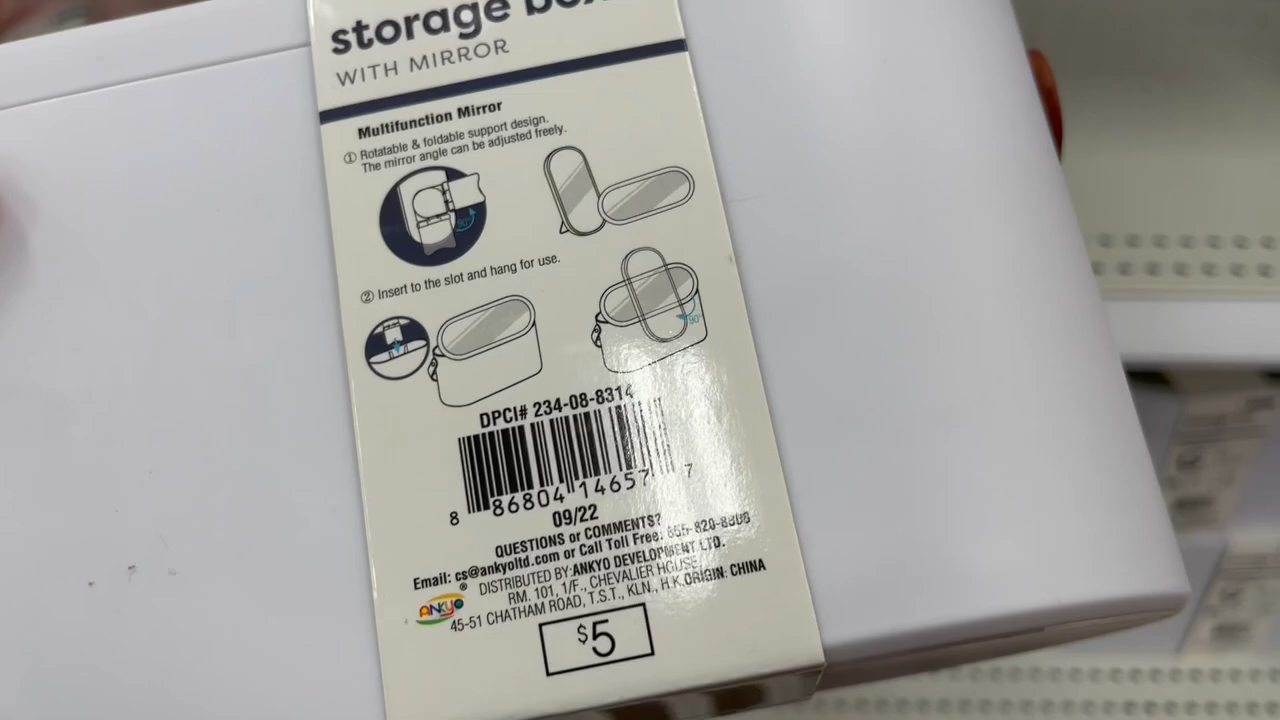 storage box
WITH MIRROR
Multifunction Mirror
① Rotatable & foldable support design.
The mirror angle can be adjusted freely.
90°
② Insert to the slot and hang for use.
90°
DPCI# 234-08-8314
8 86804 14657 7
09/22
QUESTIONS or COMMENTS?
Email: cs@ankyoltd.com or Call Toll Free: 855-820-8808
ANKYO ®
DISTRIBUTED BY:ANKYO DEVELOPMENT LTD.
RM. 101, 1/F., CHEVALIER HOUSE
45-51 CHATHAM ROAD, T.S.T., KLN., H.K. ORIGIN: CHINA
$5